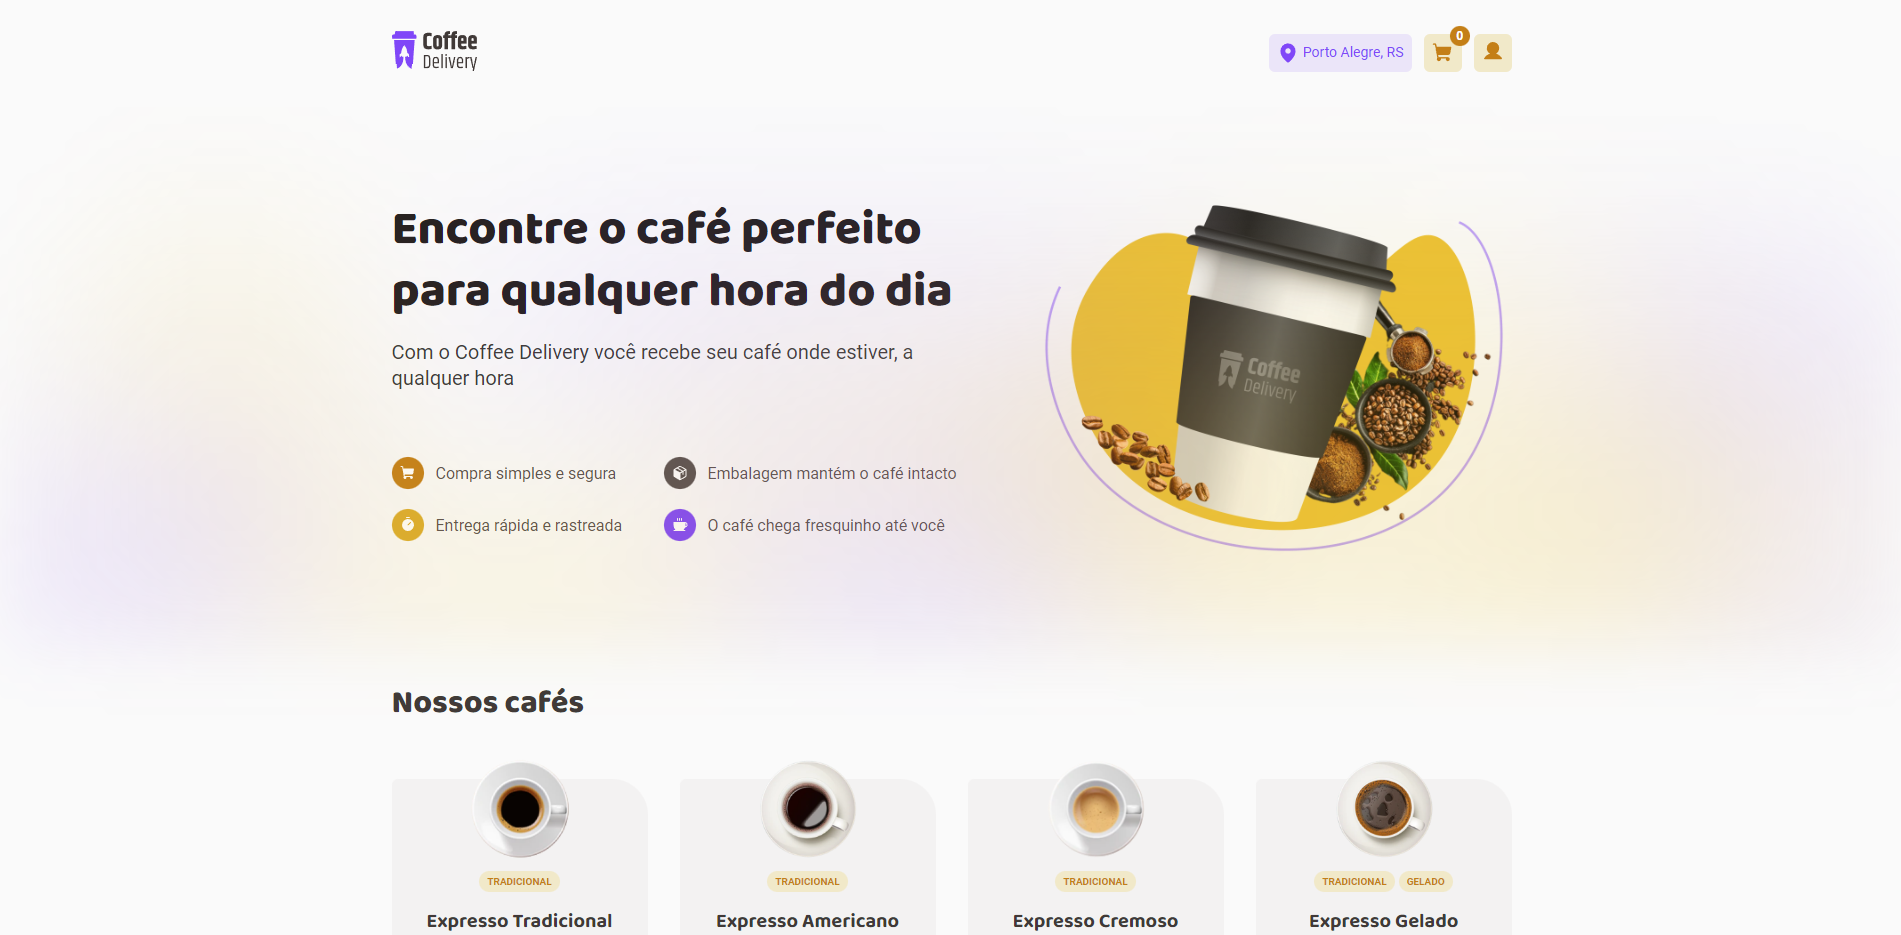 Coffee
Delivery
Porto Alegre, RS
0
Encontre o café perfeito
para qualquer hora do dia
Com o Coffee Delivery você recebe seu café onde estiver, a
qualquer hora
Coffee
Delivery
Compra simples e segura
Embalagem mantém o café intacto
Entrega rápida e rastreada
O café chega fresquinho até você
Nossos cafés
TRADICIONAL
TRADICIONAL
TRADICIONAL
TRADICIONAL GELADO
Expresso Tradicional
Expresso Americano
Expresso Cremoso
Expresso Gelado